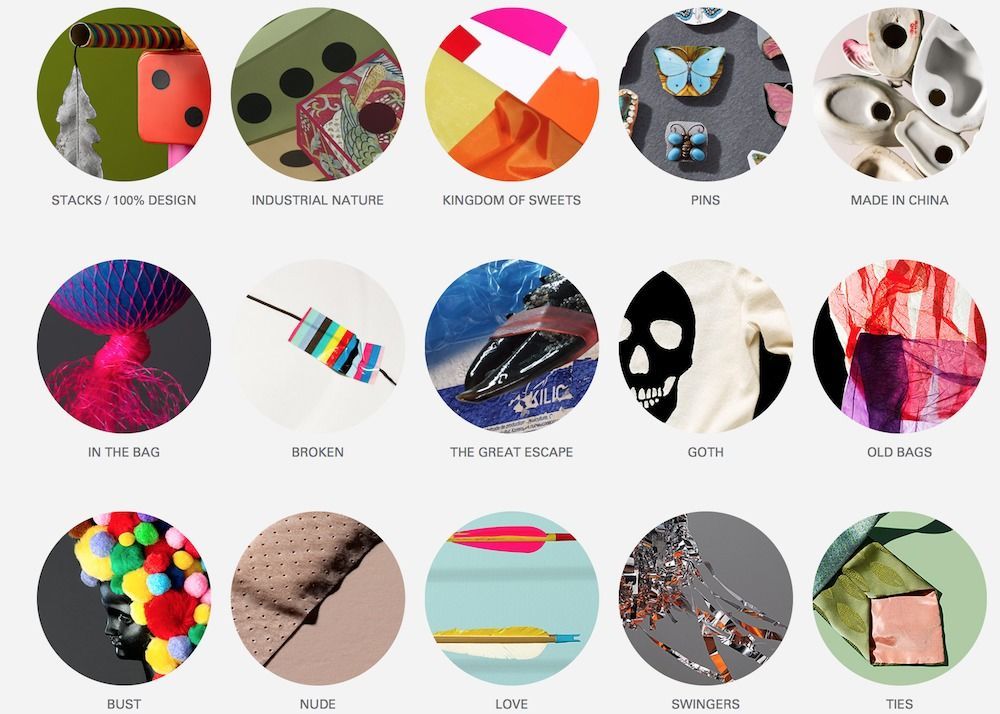 STACKS / 100% DESIGN
INDUSTRIAL NATURE
KINGDOM OF SWEETS
PINS
MADE IN CHINA
KILIC
IN THE BAG
BROKEN
THE GREAT ESCAPE
GOTH
OLD BAGS
BUST
NUDE
LOVE
SWINGERS
TIES